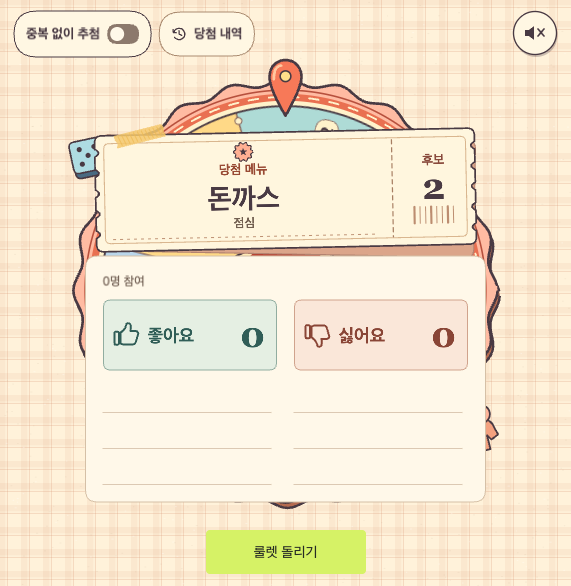 중복 없이 추첨
당첨 내역
당첨 메뉴
돈까스
점심
후보
2
0명 참여
좋아요 0
싫어요 0
룰렛 돌리기